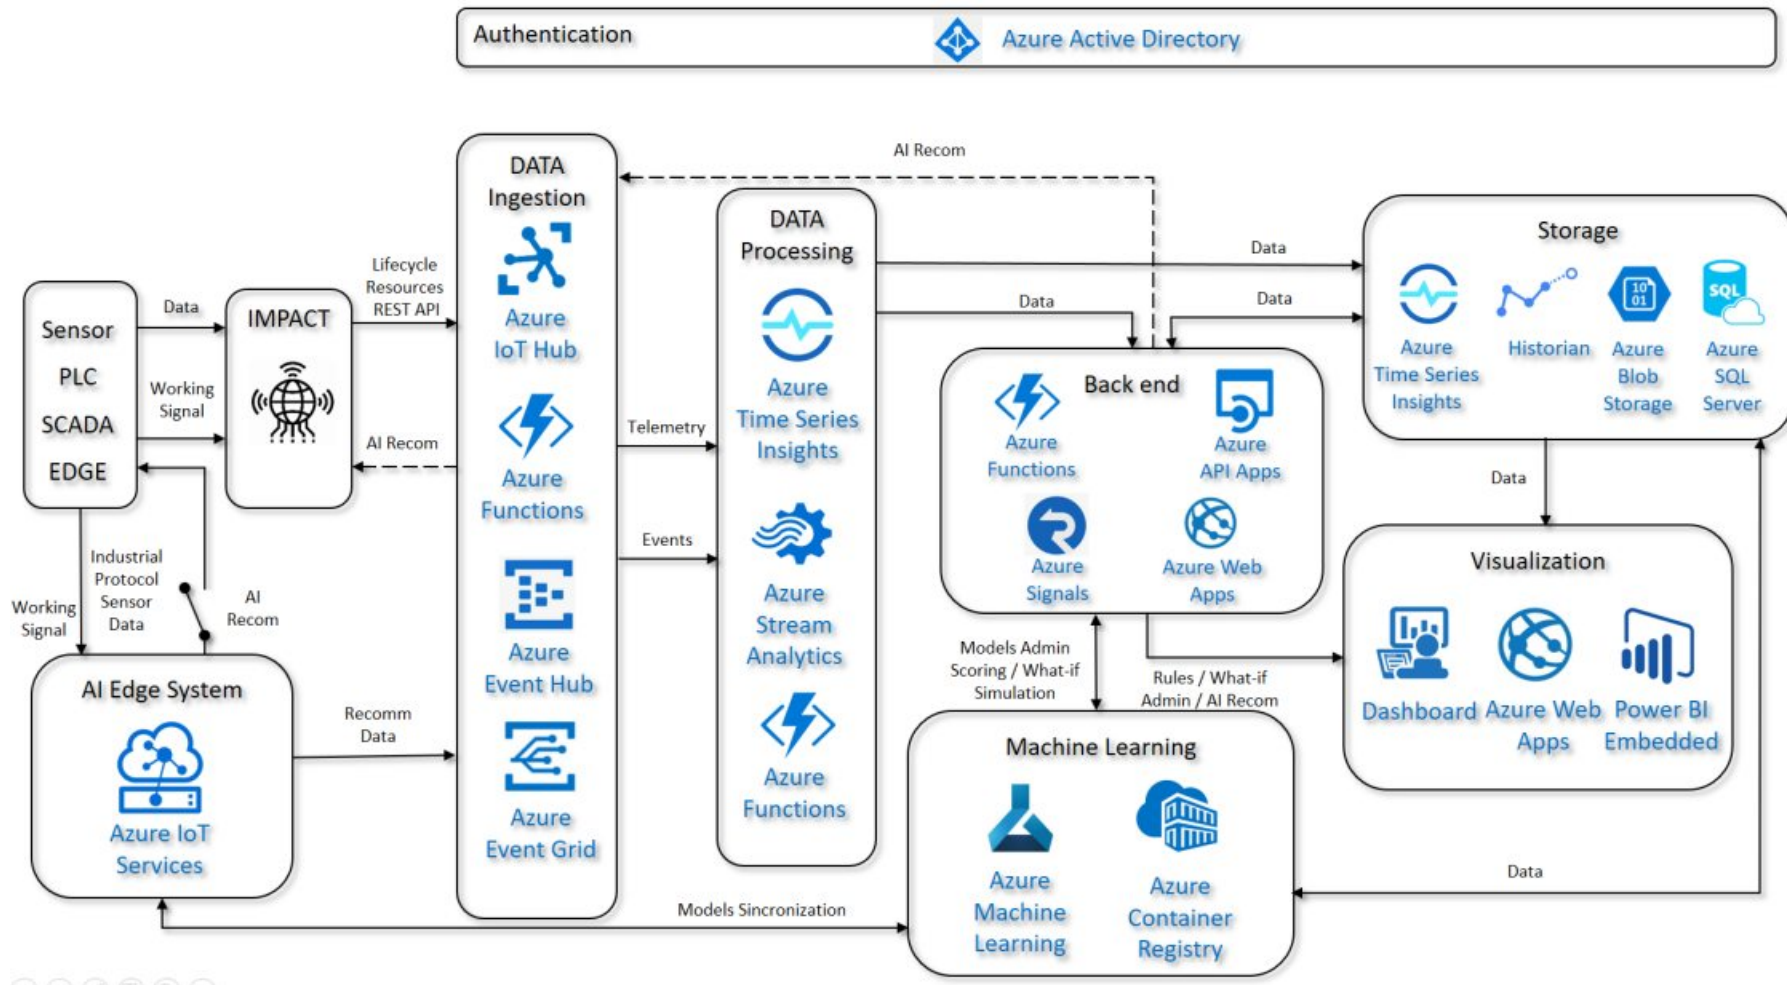 Authentication
Azure Active Directory
AI Recom
DATA
Ingestion
Azure
IoT Hub
Azure
Functions
Azure
Event Hub
Azure
Event Grid
DATA
Processing
Azure
Time Series
Insights
Azure
Stream
Analytics
Azure
Functions
Sensor
PLC
SCADA
EDGE
Data
Working
Signal
IMPACT
Lifecycle
Resources
REST API
AI Recom
Telemetry
Events
Data
Data
Data
Storage
Azure
Time Series
Insights
Historian
Azure
Blob
Storage
SQL
Azure
SQL
Server
10
01
Back end
Azure
Functions
Azure
API Apps
Azure
Signals
Azure Web
Apps
Data
Visualization
Dashboard
Azure Web
Apps
Power BI
Embedded
Working
Signal
Industrial
Protocol
Sensor
Data
AI
Recom
AI Edge System
Azure IoT
Services
Recomm
Data
Models Admin
Scoring / What-if
Simulation
Rules / What-if
Admin / AI Recom
Machine Learning
Azure
Machine
Learning
Azure
Container
Registry
Data
Models Sincronization